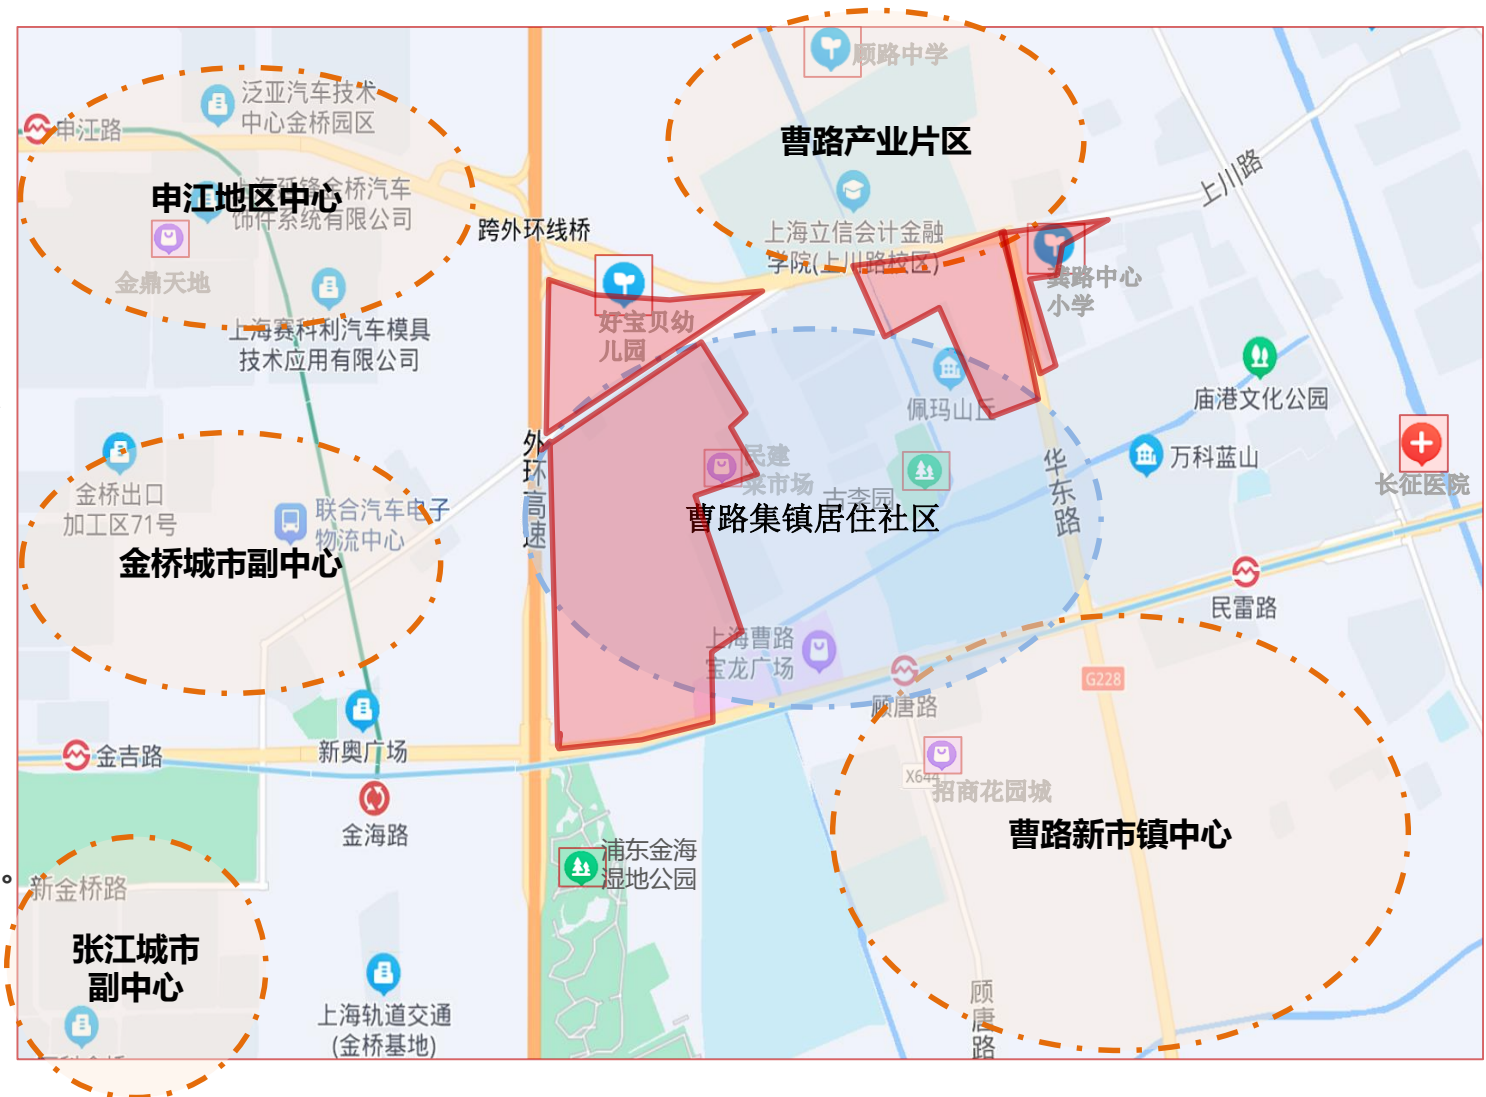 顾路中学
泛亚汽车技术
中心金桥园区
申江路
曹路产业片区
上川路
申江地区中心
上海延锋金桥汽车
饰件系统有限公司
跨外环线桥
上海立信会计金融
学院(上川路校区)
金鼎天地
龚路中心
小学
好宝贝幼
儿园
上海赛科利汽车模具
技术应用有限公司
佩玛山丘
庙港文化公园
外环高速
民建
菜市场
古李园
华东路
万科蓝山
长征医院
金桥出口
加工区71号
联合汽车电子
物流中心
曹路集镇居住社区
金桥城市副中心
民雷路
上海曹路
宝龙广场
G228
顾唐路
金吉路
新奥广场
X644
招商花园城
金海路
曹路新市镇中心
浦东金海
湿地公园
。
新金桥路
张江城市
副中心
上海轨道交通
(金桥基地)
顾唐路